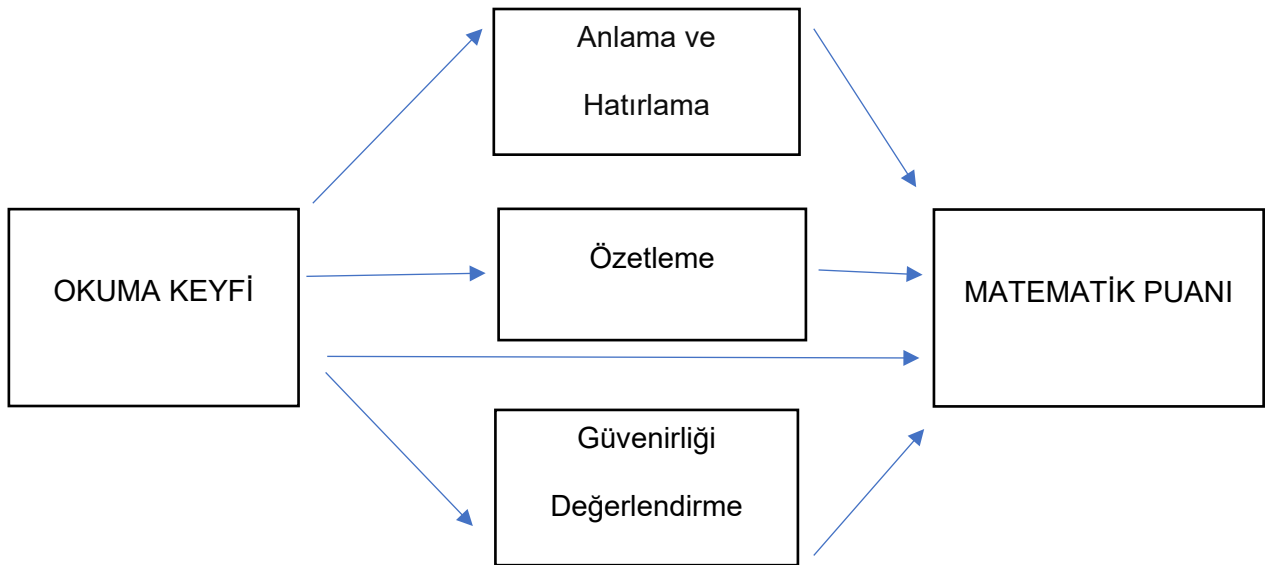 Anlama ve
Hatırlama
OKUMA KEYFİ
Özetleme
MATEMATİK PUANI
Güvenirliği
Değerlendirme